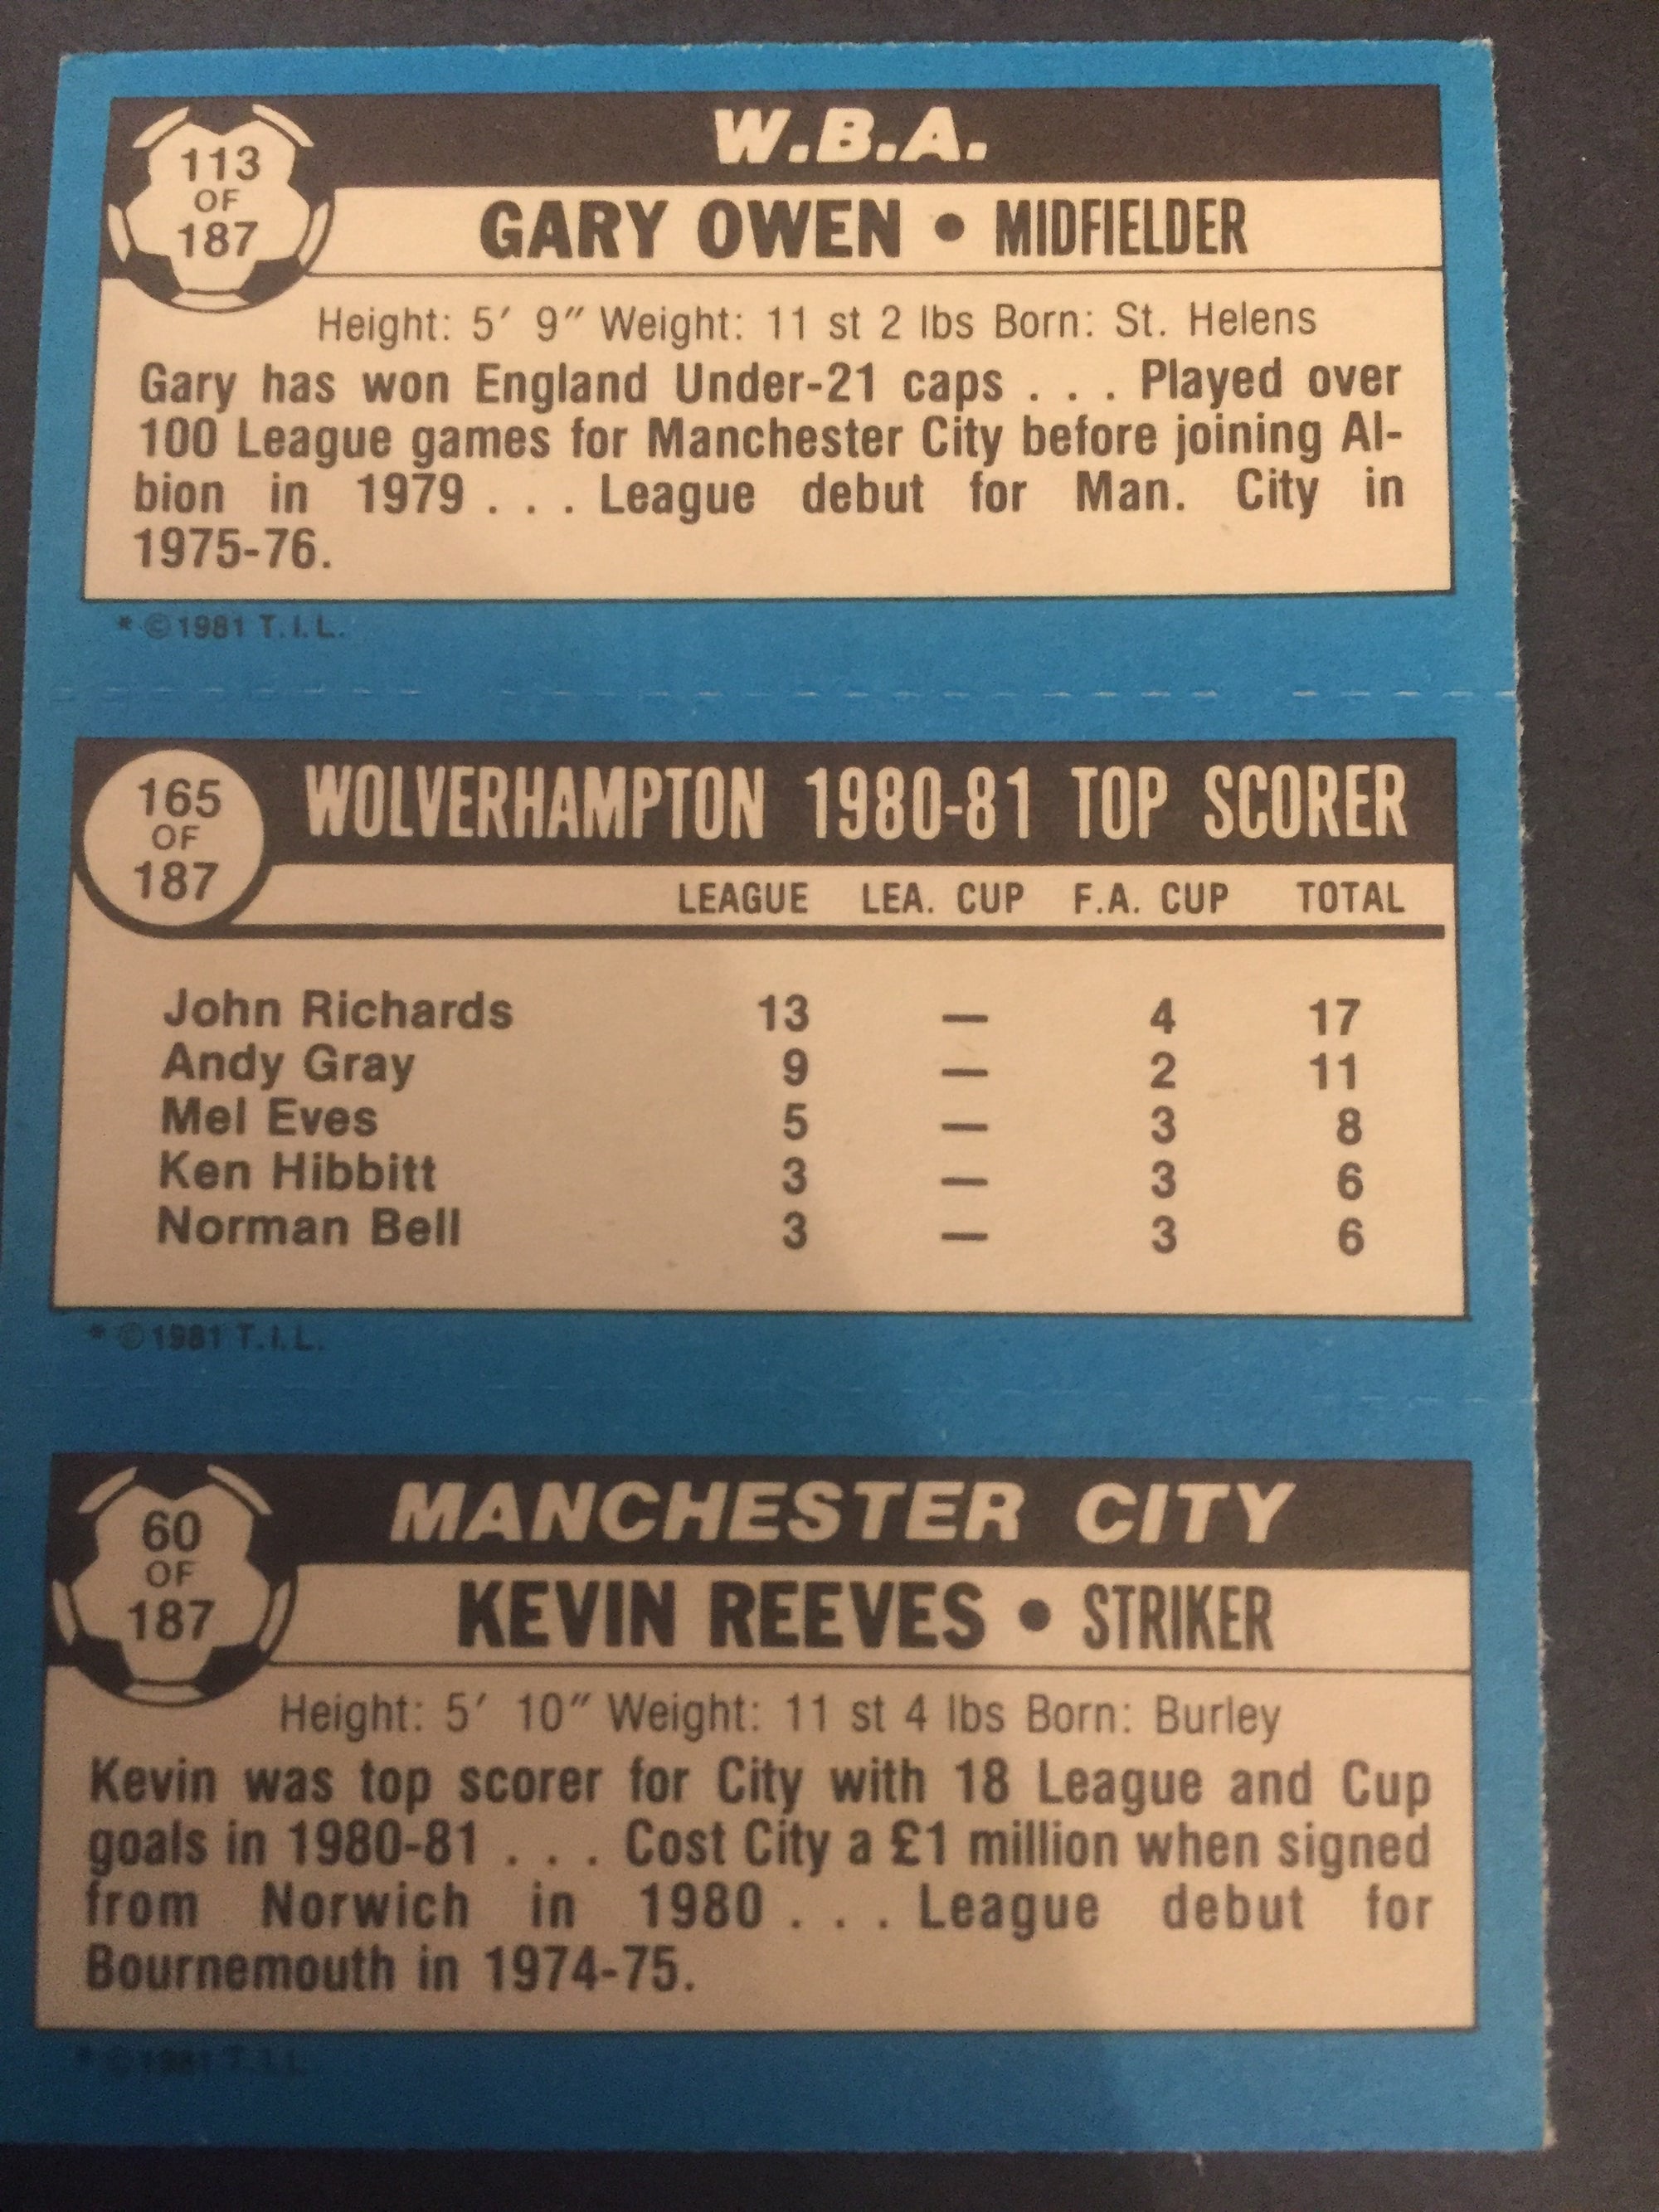 W.B.A.
113
OF
187
GARY OWEN • MIDFIELDER
Height: 5′ 9″ Weight: 11 st 2 lbs Born: St. Helens
Gary has won England Under-21 caps . . . Played over
100 League games for Manchester City before joining Al-
bion in 1979 . . . League debut for Man. City in
1975-76.
* ©1981 T.I.L.
165
OF
187
WOLVERHAMPTON 1980-81 TOP SCORER
LEAGUE LEA. CUP F.A. CUP TOTAL
John Richards 13 — 4 17
Andy Gray 9 — 2 11
Mel Eves 5 — 3 8
Ken Hibbitt 3 — 3 6
Norman Bell 3 — 3 6
* ©1981 T.I.L.
MANCHESTER CITY
60
OF
187
KEVIN REEVES • STRIKER
Height: 5′ 10″ Weight: 11 st 4 lbs Born: Burley
Kevin was top scorer for City with 18 League and Cup
goals in 1980-81 . . . Cost City a £1 million when signed
from Norwich in 1980 . . . League debut for
Bournemouth in 1974-75.
* ©1981 T.I.L.